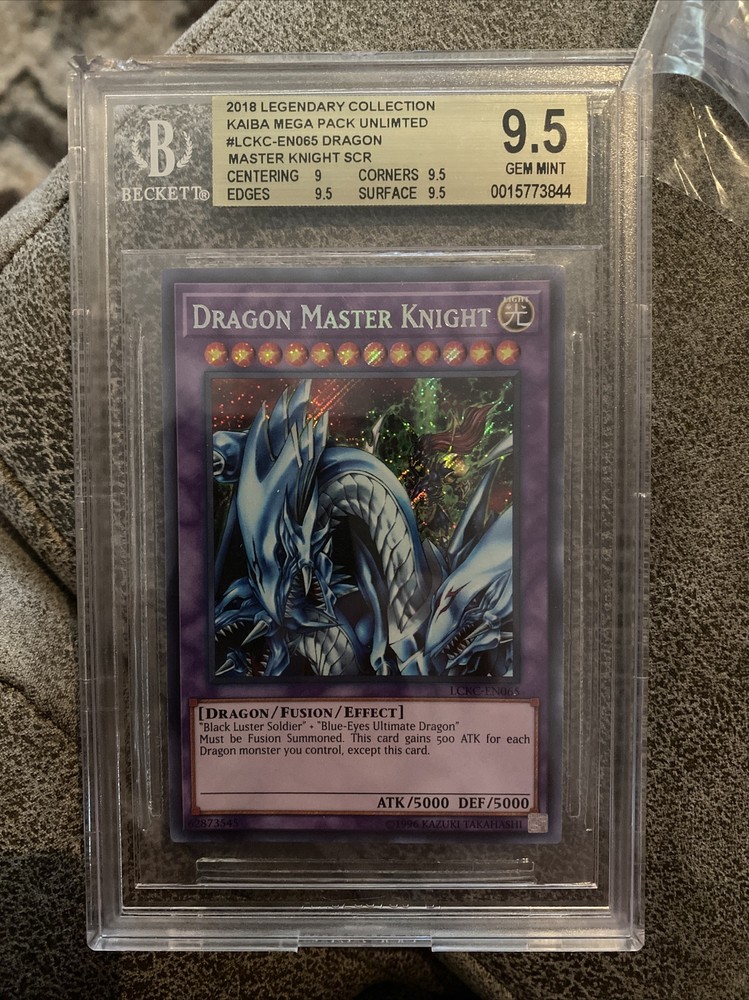 2018 LEGENDARY COLLECTION
KAIBA MEGA PACK UNLIMTED
#LCKC-EN065 DRAGON
MASTER KNIGHT SCR
CENTERING 9 CORNERS 9.5
EDGES 9.5 SURFACE 9.5
9.5
GEM MINT
0015773844
B
BECKETT®
DRAGON MASTER KNIGHT
LIGHT
光
LCKC-EN065
[DRAGON/FUSION/EFFECT]
"Black Luster Soldier" + "Blue-Eyes Ultimate Dragon"
Must be Fusion Summoned. This card gains 500 ATK for each
Dragon monster you control, except this card.
ATK/5000 DEF/5000
62873545
©1996 KAZUKI TAKAHASHI